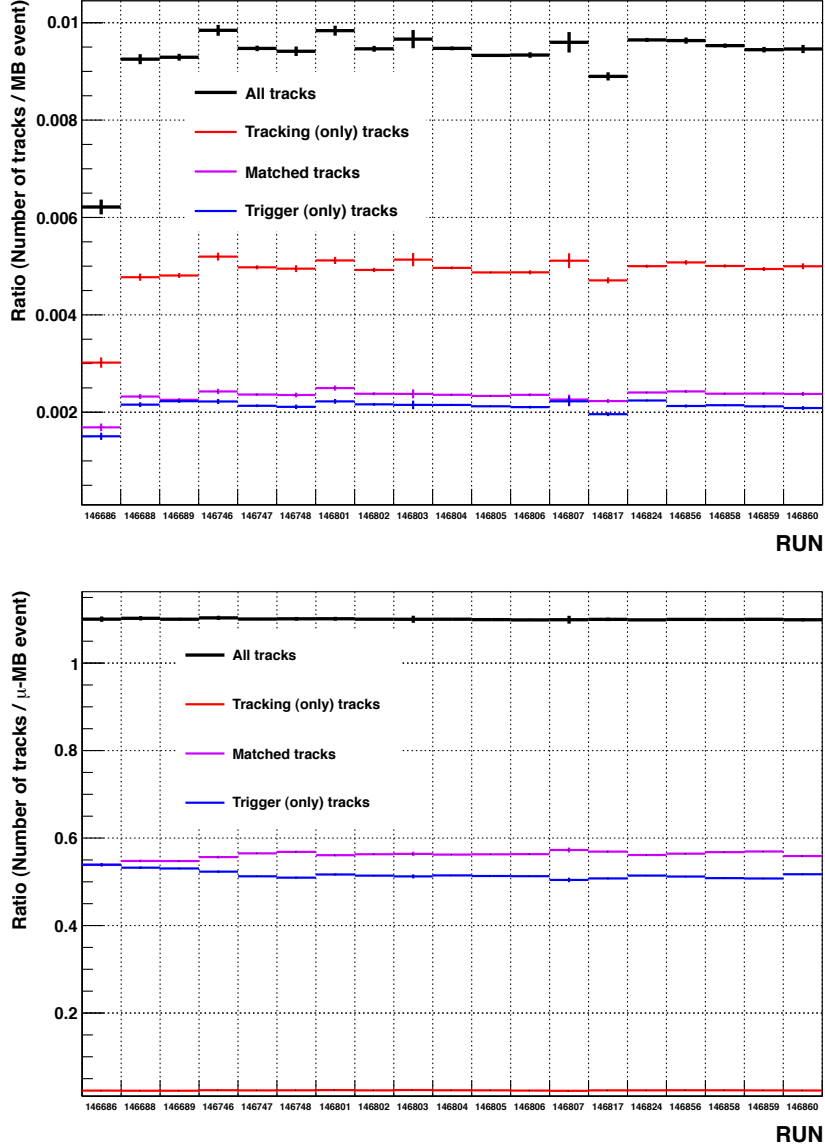 Ratio (Number of tracks / MB event)
0.01
0.008
0.006
0.004
0.002
All tracks
Tracking (only) tracks
Matched tracks
Trigger (only) tracks
146686 146688 146689 146746 146747 146748 146801 146802 146803 146804 146805 146806 146807 146817 146824 146856 146858 146859 146860
RUN
Ratio (Number of tracks / μ-MB event)
1
0.8
0.6
0.4
0.2
All tracks
Tracking (only) tracks
Matched tracks
Trigger (only) tracks
146686 146688 146689 146746 146747 146748 146801 146802 146803 146804 146805 146806 146807 146817 146824 146856 146858 146859 146860
RUN